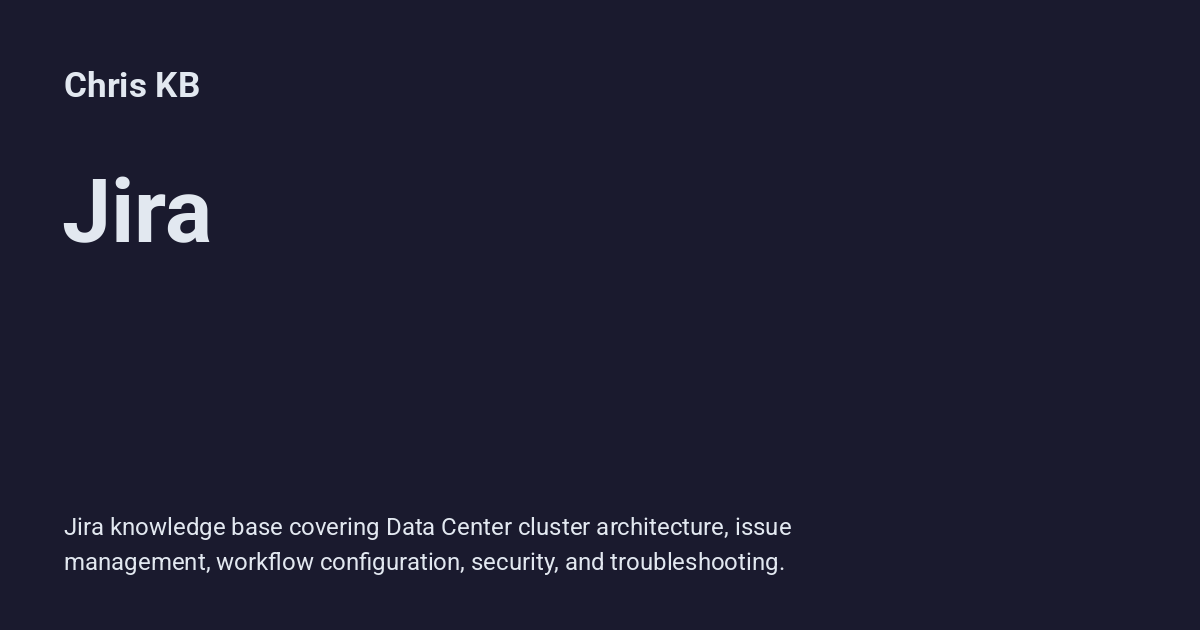 Chris KB
Jira
Jira knowledge base covering Data Center cluster architecture, issue
management, workflow configuration, security, and troubleshooting.